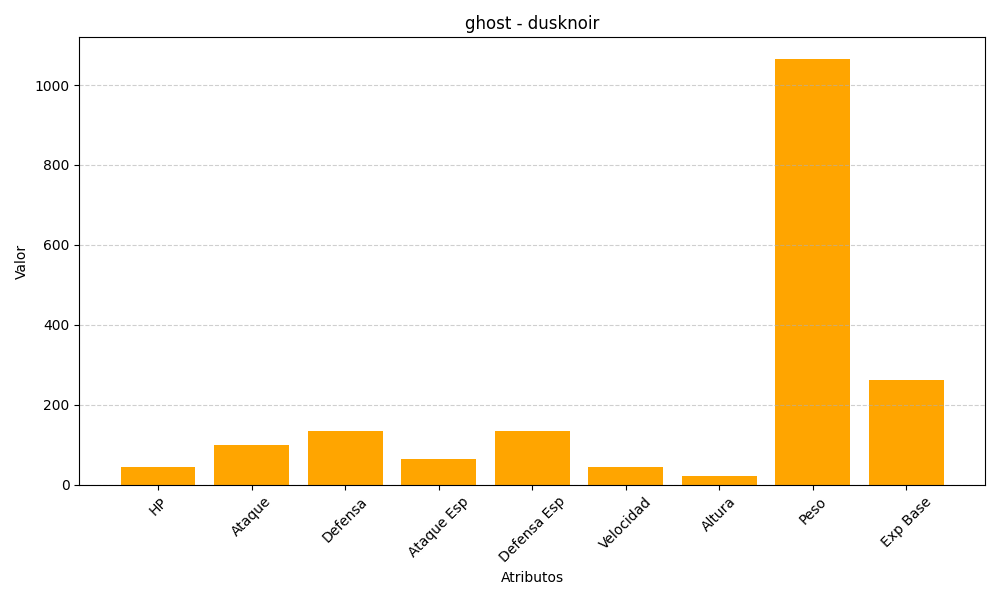 ghost - dusknoir
Valor
1000
800
600
400
200
0
HP
Ataque
Defensa
Ataque Esp
Defensa Esp
Velocidad
Altura
Peso
Exp Base
Atributos